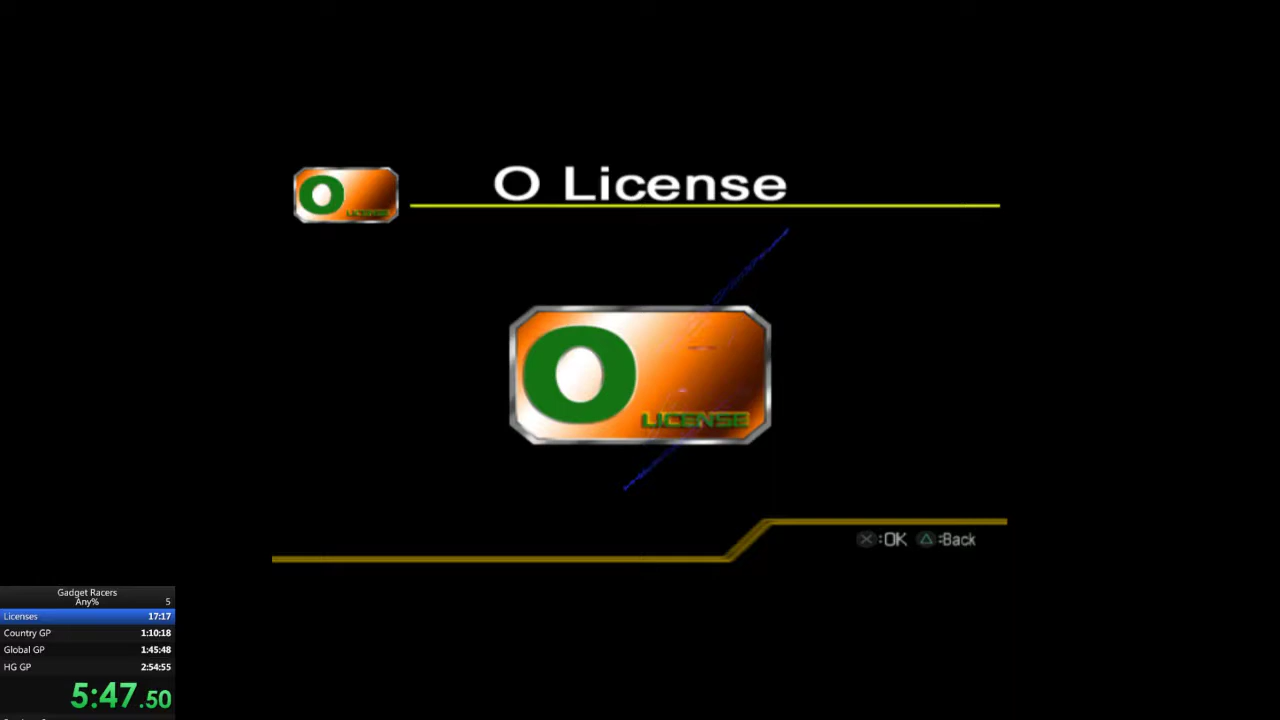 O License
O LICENSE
O
LICENSE
X:OK △:Back
Gadget Racers
Any% 5
Licenses 17:17
Country GP 1:10:18
Global GP 1:45:48
HG GP 2:54:55
5:47.50